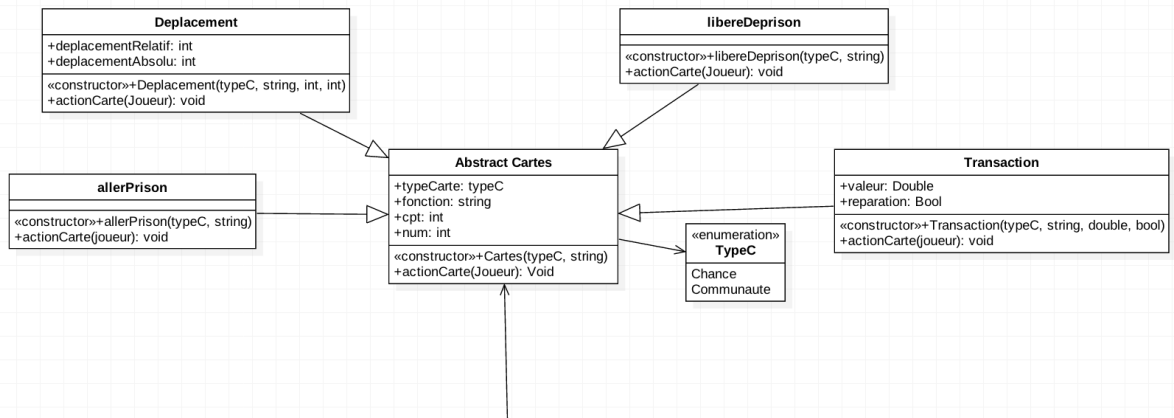 Deplacement
+deplacementRelatif: int
+deplacementAbsolu: int
«constructor»+Deplacement(typeC, string, int, int)
+actionCarte(Joueur): void
libereDeprison
«constructor»+libereDeprison(typeC, string)
+actionCarte(Joueur): void
allerPrison
«constructor»+allerPrison(typeC, string)
+actionCarte(joueur): void
Abstract Cartes
+typeCarte: typeC
+fonction: string
+cpt: int
+num: int
«constructor»+Cartes(typeC, string)
+actionCarte(Joueur): Void
«enumeration»
TypeC
Chance
Communaute
Transaction
+valeur: Double
+reparation: Bool
«constructor»+Transaction(typeC, string, double, bool)
+actionCarte(joueur): void